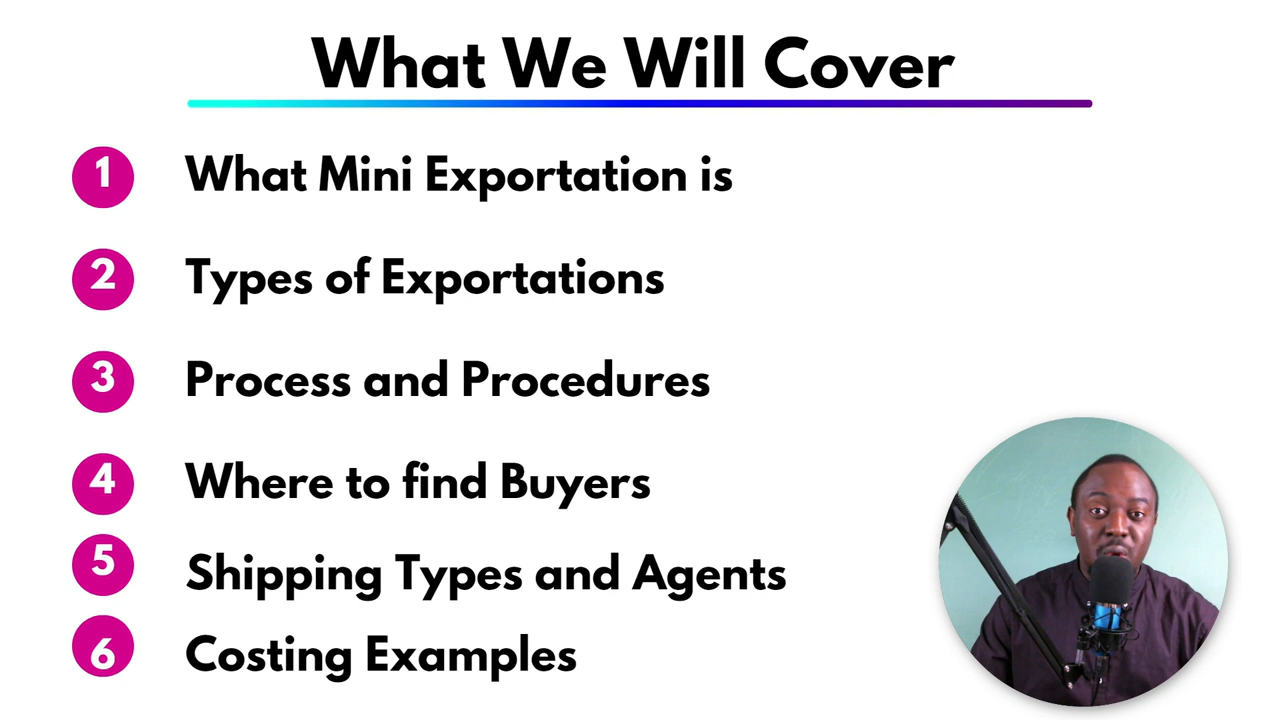 What We Will Cover
1 What Mini Exportation is
2 Types of Exportations
3 Process and Procedures
4 Where to find Buyers
5 Shipping Types and Agents
6 Costing Examples